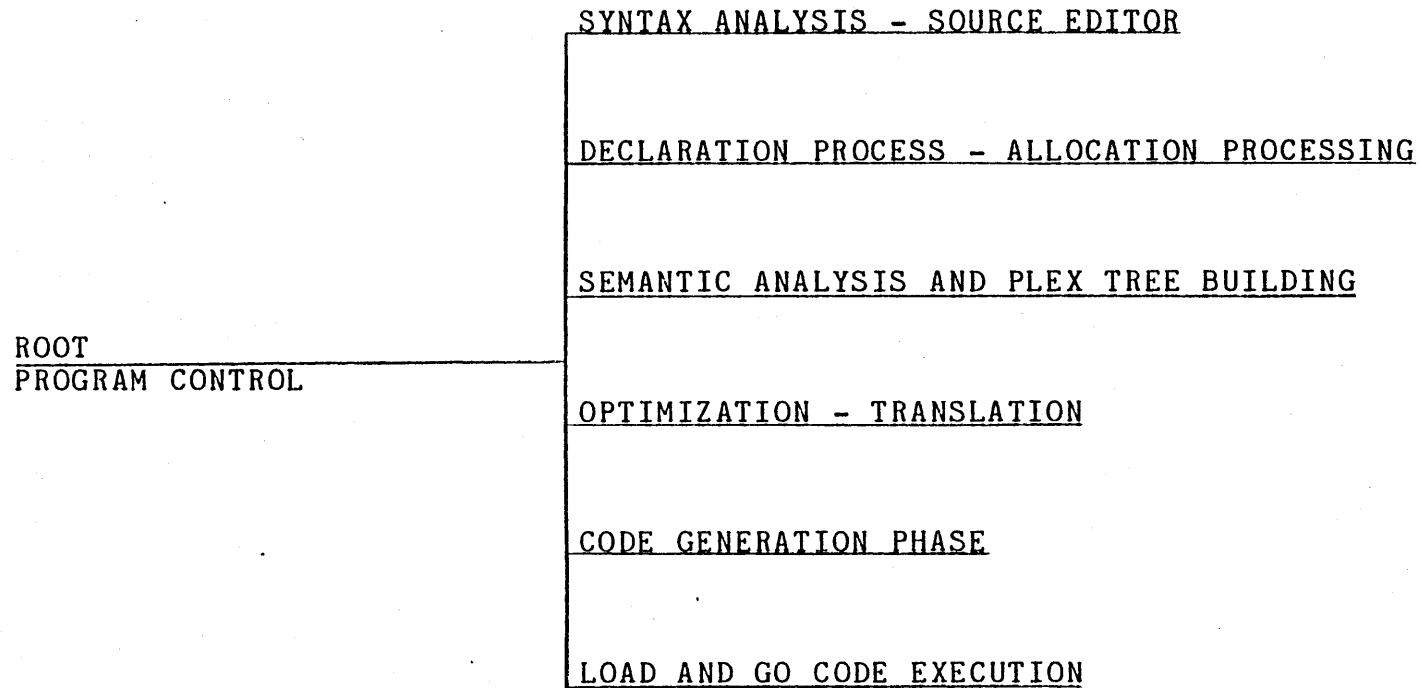 SYNTAX ANALYSIS - SOURCE EDITOR
DECLARATION PROCESS - ALLOCATION PROCESSING
SEMANTIC ANALYSIS AND PLEX TREE BUILDING
ROOT
PROGRAM CONTROL
OPTIMIZATION - TRANSLATION
CODE GENERATION PHASE
LOAD AND GO CODE EXECUTION